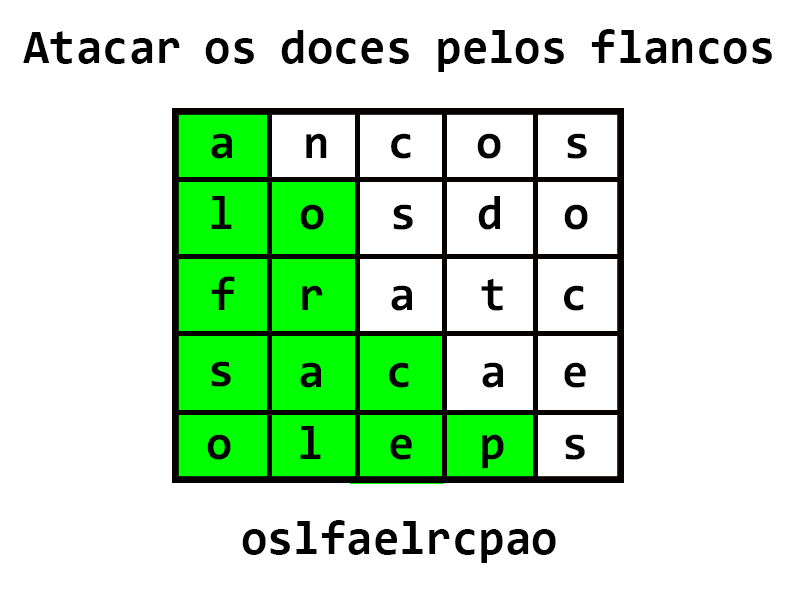 Atacar os doces pelos flancos
a n c o s
l o s d o
f r a t c
s a c a e
o l e p s
oslfaelrcpao